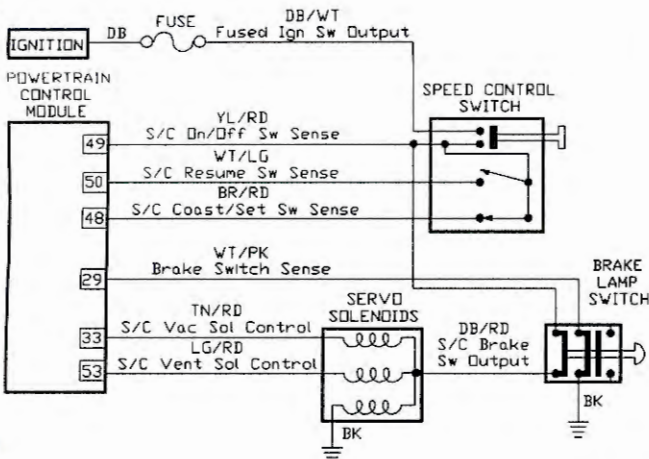 DB/WT
FUSE
Fused Ign Sw Output
DB
IGNITION
POWERTRAIN
CONTROL
MODULE
SPEED CONTROL
SWITCH
YL/RD
49
S/C On/Off Sw Sense
WT/LG
50
S/C Resume Sw Sense
BR/RD
48
S/C Coast/Set Sw Sense
WT/PK
29
Brake Switch Sense
BRAKE
LAMP
SWITCH
SERVO
SOLENOIDS
TN/RD
33
S/C Vac Sol Control
LG/RD
53
S/C Vent Sol Control
DB/RD
S/C Brake
Sw Output
BK
BK